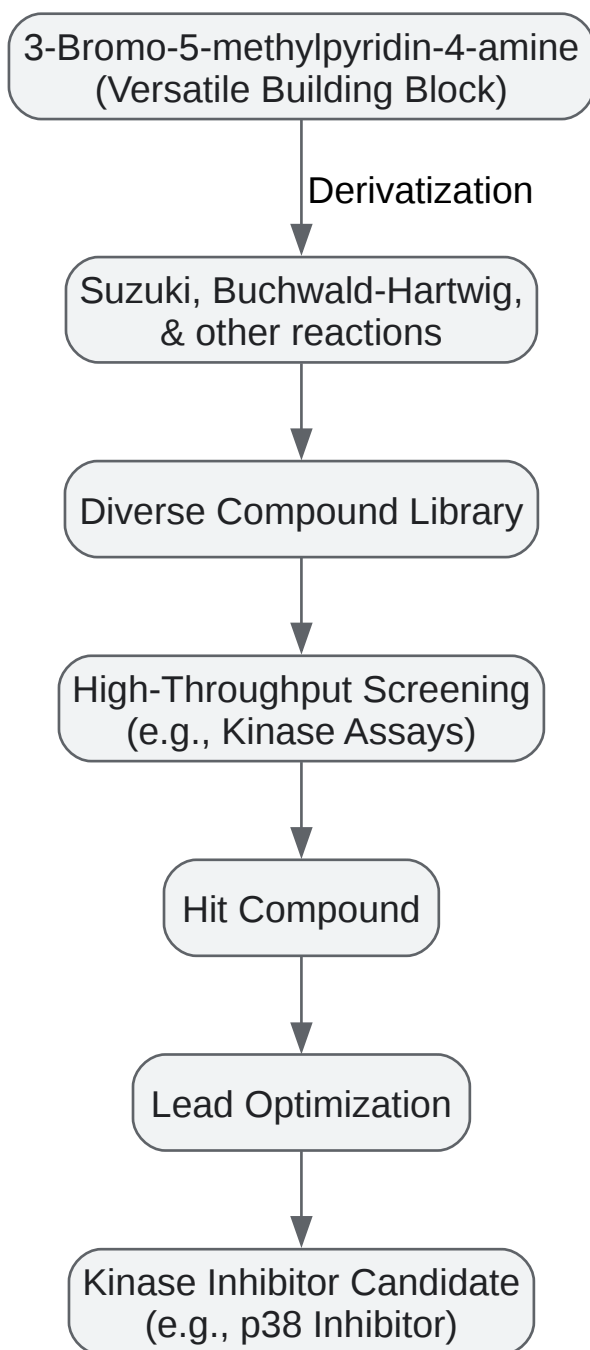 3-Bromo-5-methylpyridin-4-amine
(Versatile Building Block)
Derivatization
Suzuki, Buchwald-Hartwig,
& other reactions
Diverse Compound Library
High-Throughput Screening
(e.g., Kinase Assays)
Hit Compound
Lead Optimization
Kinase Inhibitor Candidate
(e.g., p38 Inhibitor)